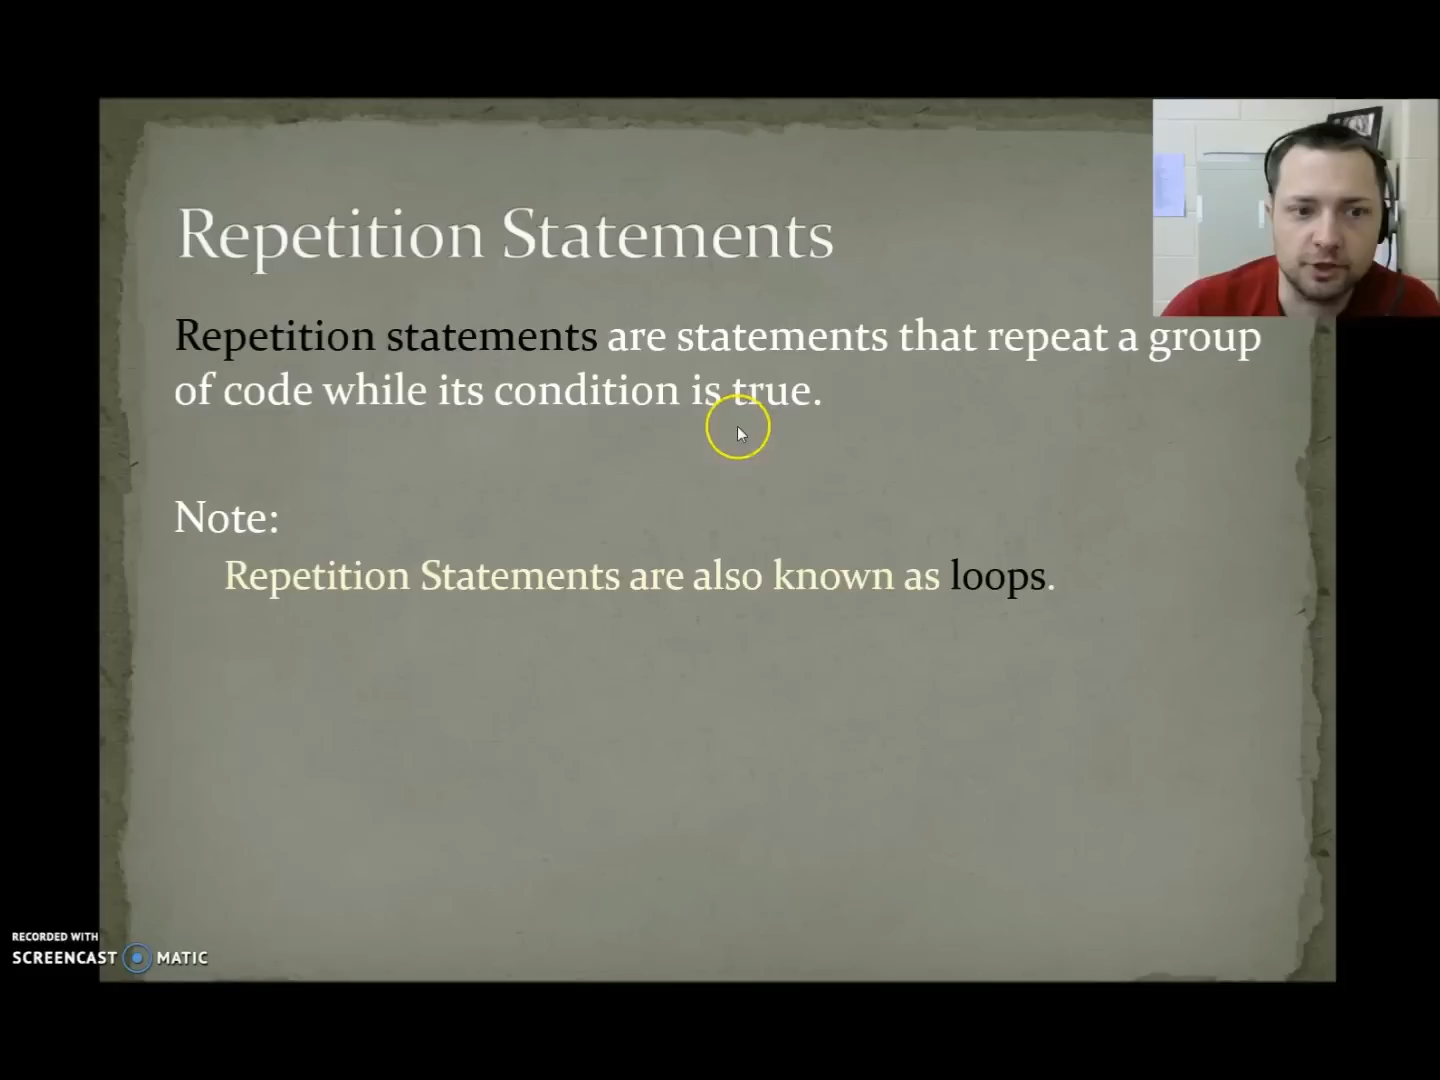 Repetition Statements
Repetition statements are statements that repeat a group
of code while its condition is true.
Note:
Repetition Statements are also known as loops.
RECORDED WITH
SCREENCAST MATIC